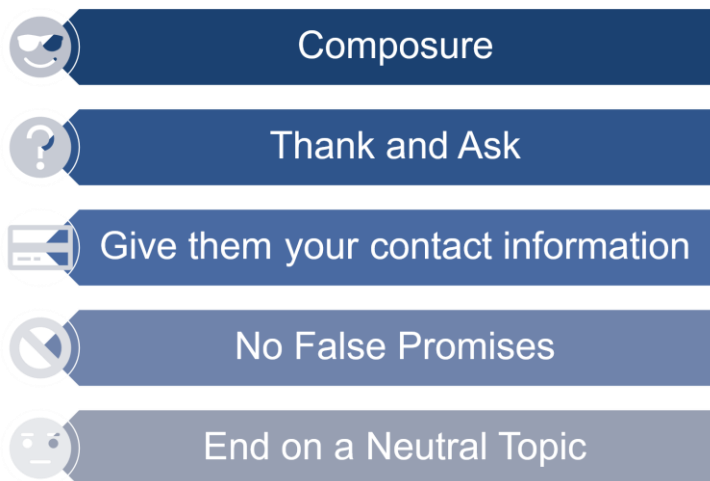 Composure
Thank and Ask
Give them your contact information
No False Promises
End on a Neutral Topic